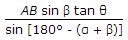 AB sin β tan θ
sin [180° - (α + β)]